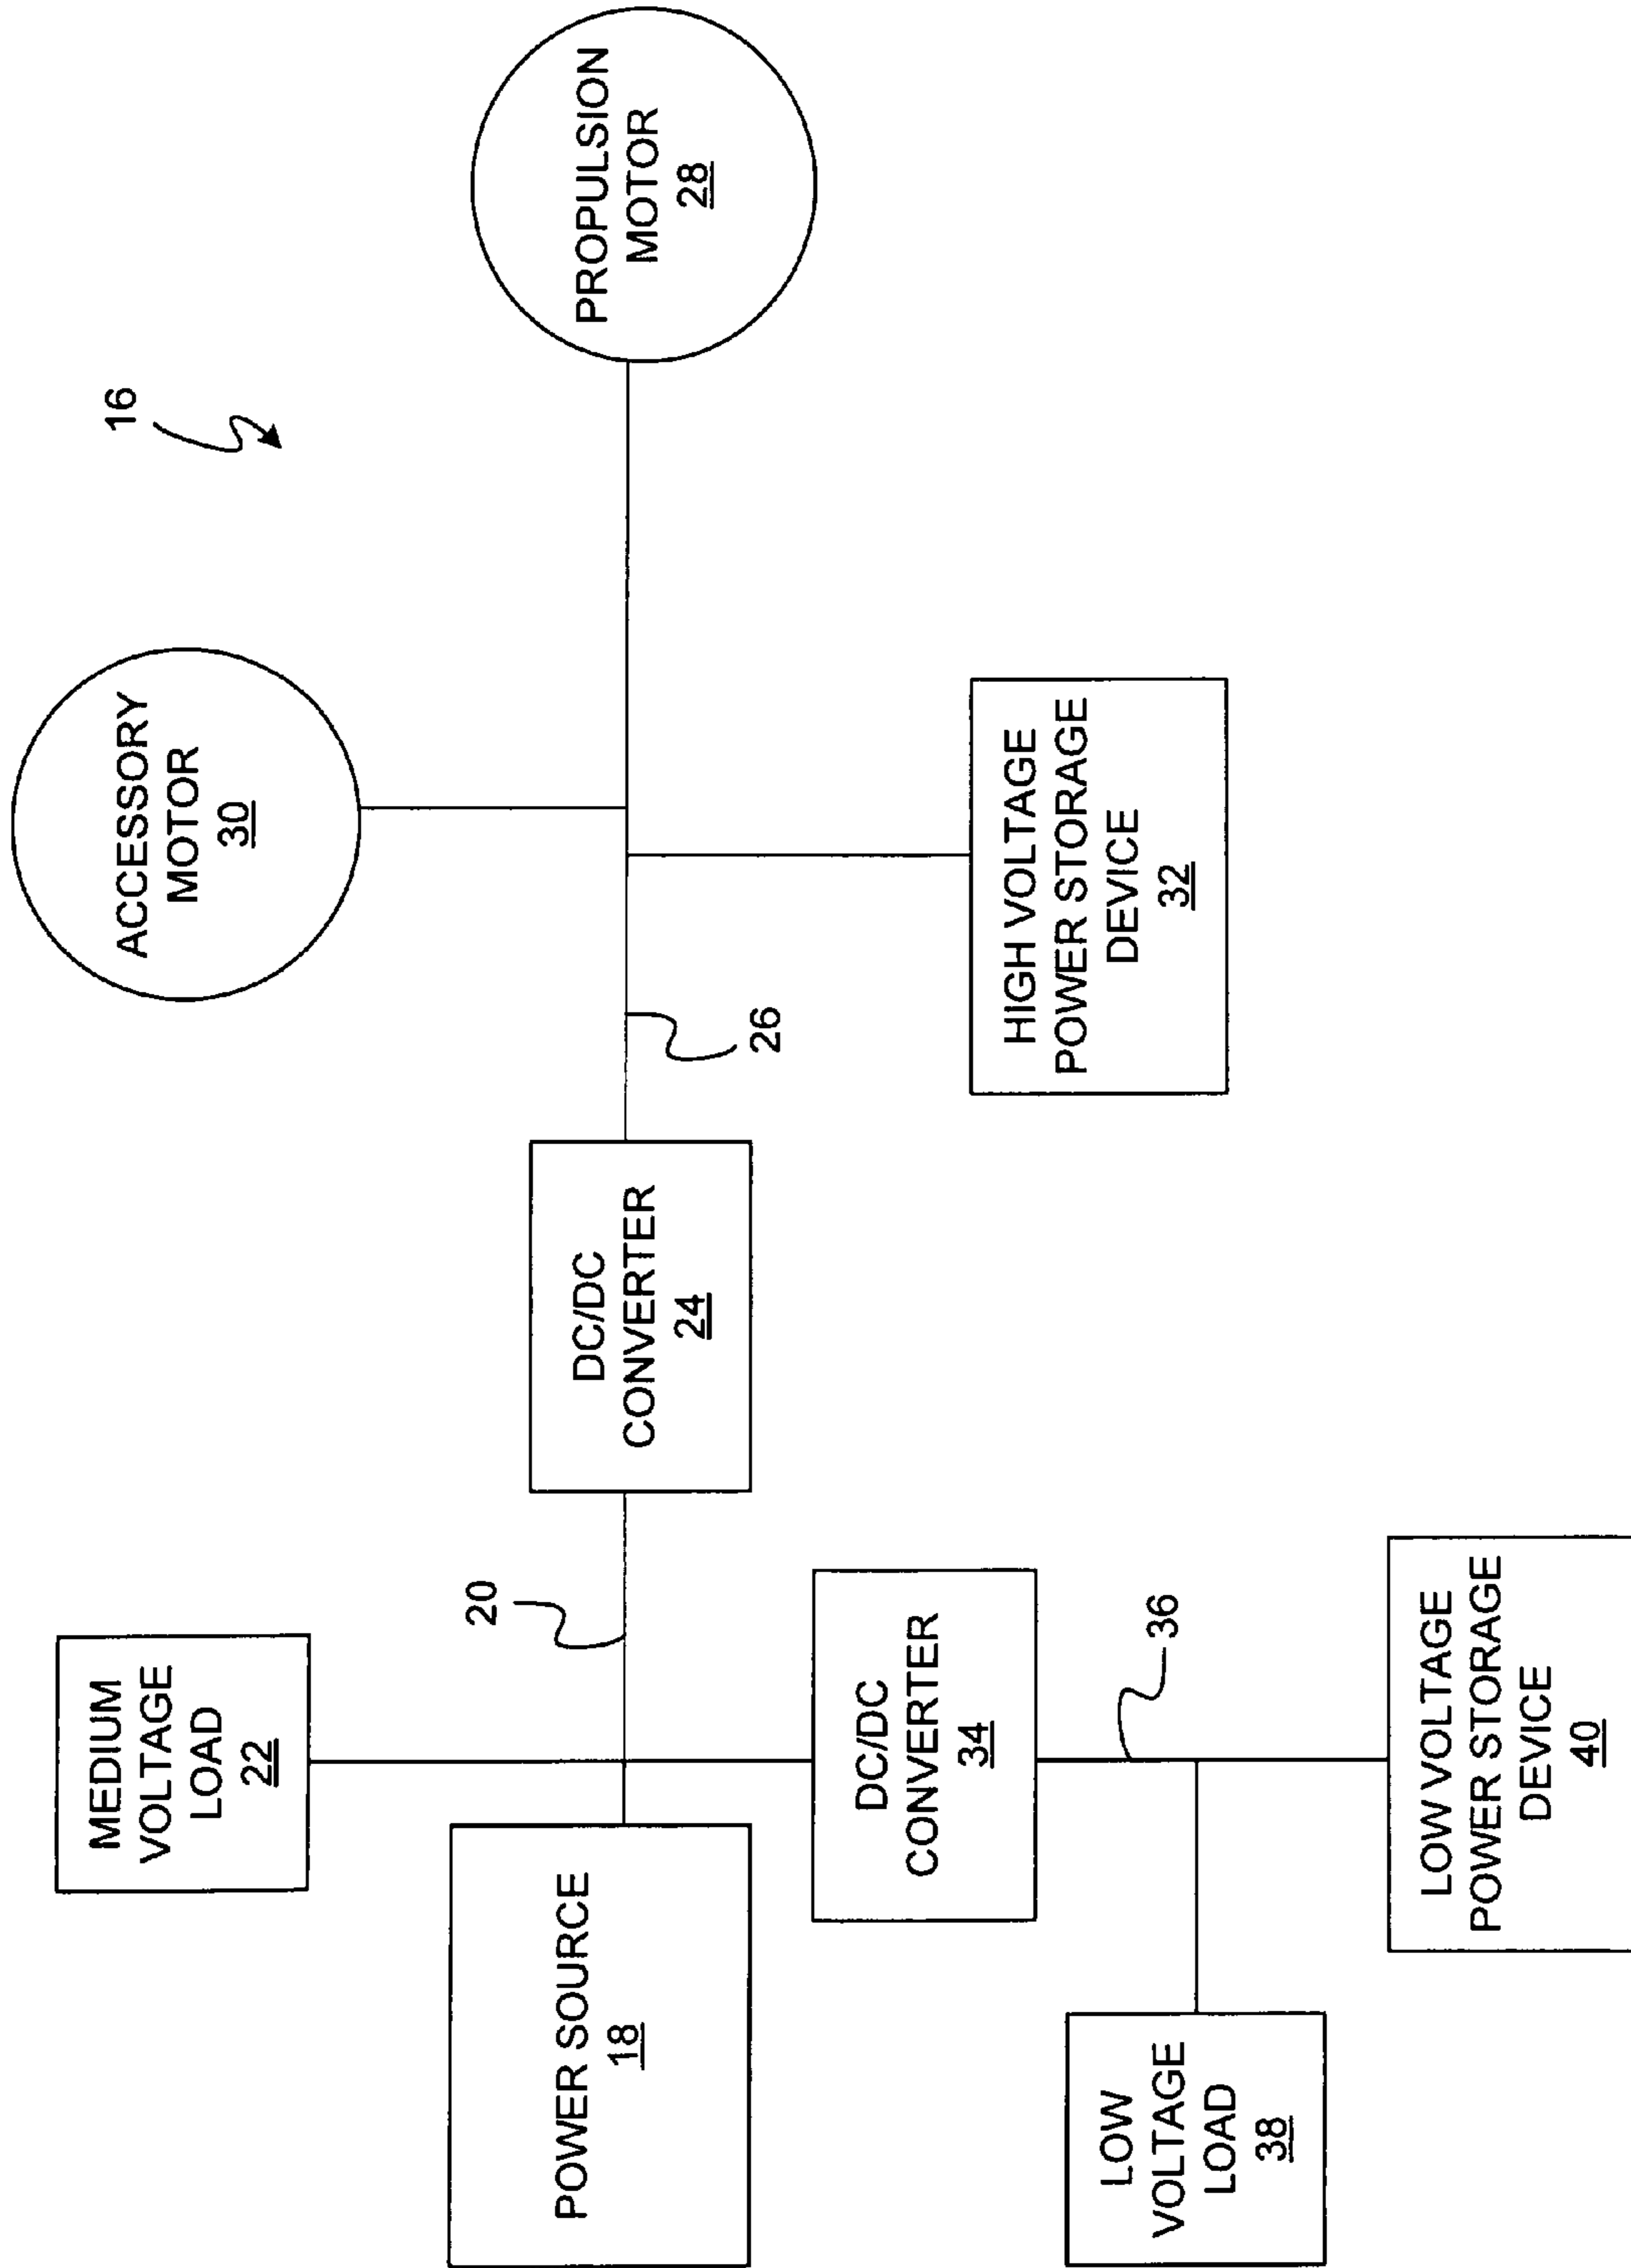 16
ACCESSORY
MOTOR
30
PROPULSION
MOTOR
28
MEDIUM
VOLTAGE
LOAD
22
20
26
POWER SOURCE
18
DC/DC
CONVERTER
24
DC/DC
CONVERTER
34
HIGH VOLTAGE
POWER STORAGE
DEVICE
32
36
LOW
VOLTAGE
LOAD
38
LOW VOLTAGE
POWER STORAGE
DEVICE
40